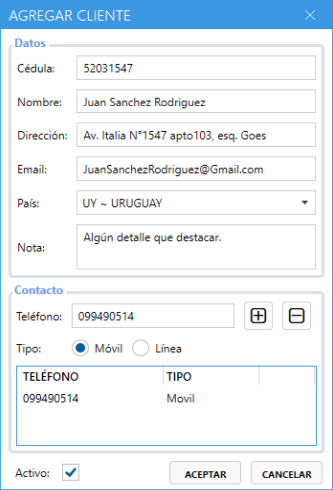 AGREGAR CLIENTE
Datos
Cédula: 52031547
Nombre: Juan Sanchez Rodriguez
Dirección: Av. Italia N°1547 apto103, esq. Goes
Email: JuanSanchezRodriguez@Gmail.com
País: UY ~ URUGUAY
Nota: Algún detalle que destacar.
Contacto
Teléfono: 099490514
Tipo: Móvil Línea
TELÉFONO TIPO
099490514 Movil
Activo: ACEPTAR CANCELAR